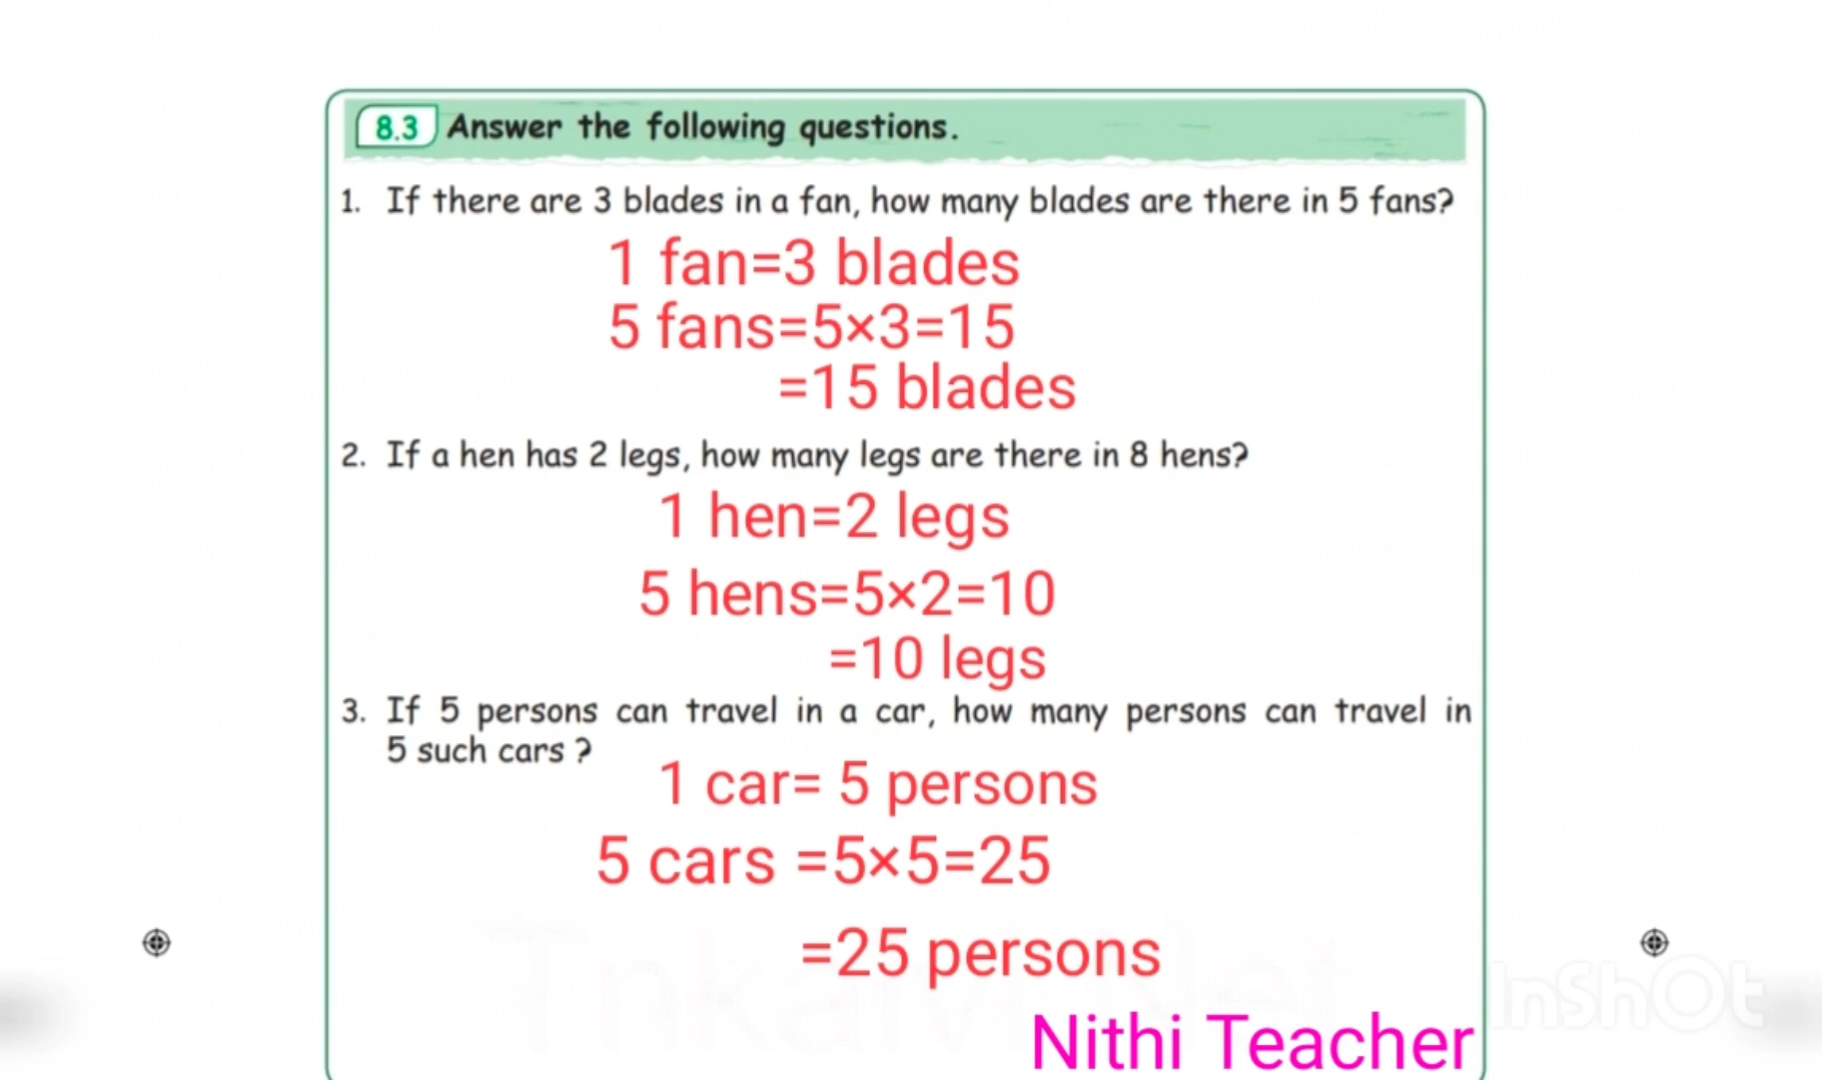 8.3 Answer the following questions.
1. If there are 3 blades in a fan, how many blades are there in 5 fans?
1 fan=3 blades
5 fans=5×3=15
=15 blades
2. If a hen has 2 legs, how many legs are there in 8 hens?
1 hen=2 legs
5 hens=5×2=10
=10 legs
3. If 5 persons can travel in a car, how many persons can travel in
5 such cars ?
1 car= 5 persons
5 cars =5×5=25
=25 persons
InShOt
Nithi Teacher